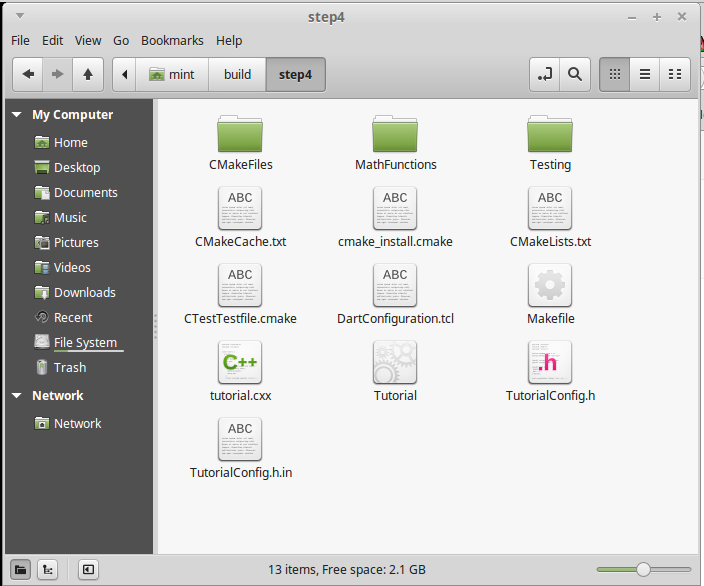 step4
File Edit View Go Bookmarks Help
mint build step4
My Computer
Home
Desktop
Documents
Music
Pictures
Videos
Downloads
Recent
File System
Trash
Network
Network
CMakeFiles MathFunctions Testing
ABC ABC ABC
CMakeCache.txt cmake_install.cmake CMakeLists.txt
ABC ABC
CTestTestfile.cmake DartConfiguration.tcl Makefile
C++ .h
tutorial.cxx Tutorial TutorialConfig.h
ABC
TutorialConfig.h.in
13 items, Free space: 2.1 GB